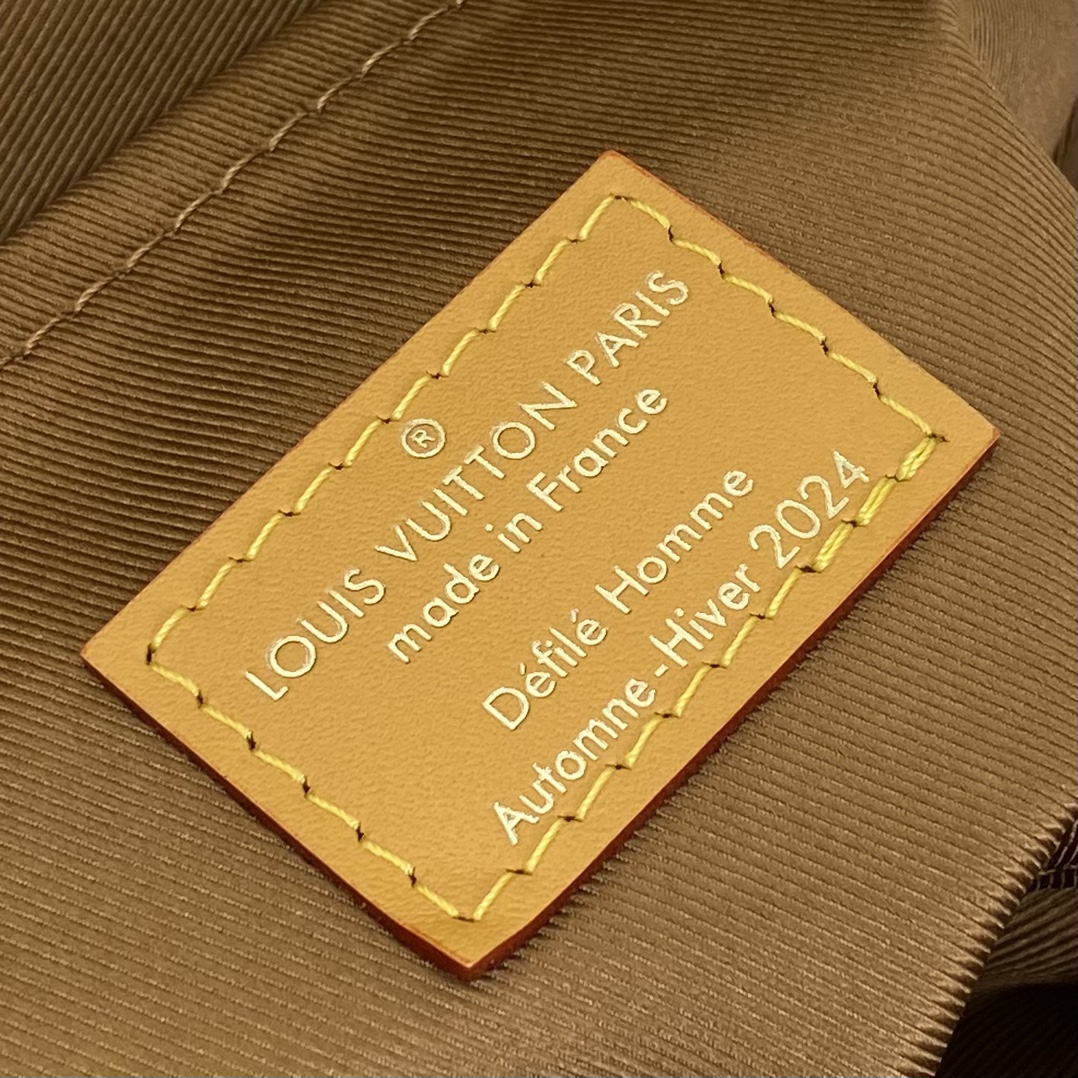 ®
LOUIS VUITTON PARIS
made in France
Défilé Homme
Automne-Hiver 2024